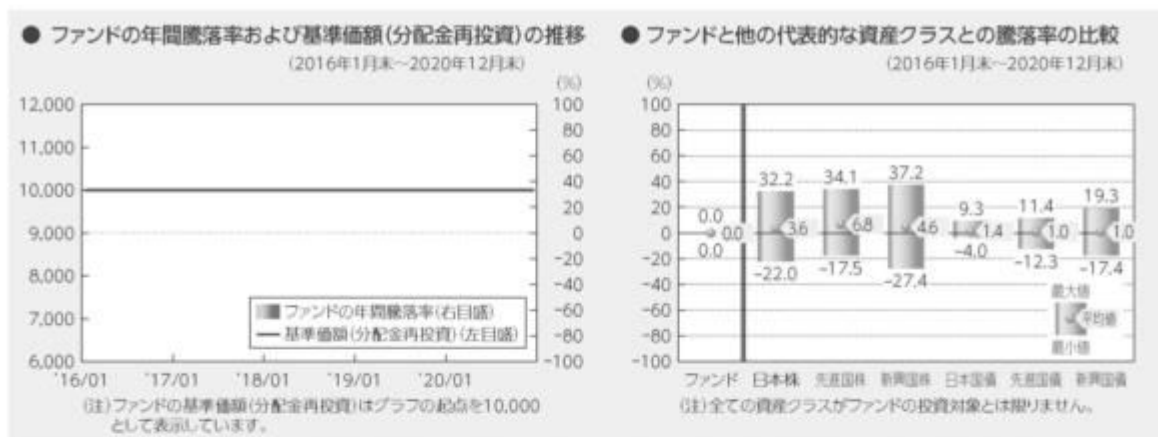 ● ファンドの年間騰落率および基準価額(分配金再投資)の推移
(2016年1月末～2020年12月末)
(%)
12,000
11,000
10,000
9,000
8,000
7,000
6,000
100
80
60
40
20
0
-20
-40
-60
-80
-100
ファンドの年間騰落率(右目盛)
基準価額(分配金再投資)(左目盛)
'16/01 '17/01 '18/01 '19/01 '20/01
(注)ファンドの基準価額(分配金再投資)はグラフの起点を10,000
として表示しています。
● ファンドと他の代表的な資産クラスとの騰落率の比較
(2016年1月末～2020年12月末)
(%)
100
80
60
40
20
0
-20
-40
-60
-80
-100
0.0 32.2 34.1 37.2 9.3 11.4 19.3
0.0 3.6 6.8 4.6 1.4 1.0 1.0
0.0 -22.0 -17.5 -27.4 -4.0 -12.3 -17.4
最大値
平均値
最小値
ファンド 日本株 先進国株 新興国株 日本国債 先進国債 新興国債
(注)全ての資産クラスがファンドの投資対象とは限りません。